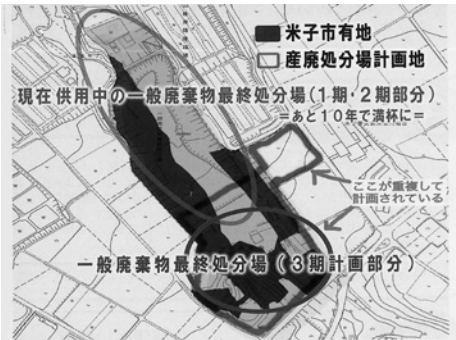 米子市有地
産廃処分場計画地
現在供用中の一般廃棄物最終処分場（1期・2期部分）
＝あと１０年で満杯に＝
ここが重複して
計画されている
一般廃棄物最終処分場（３期計画部分）